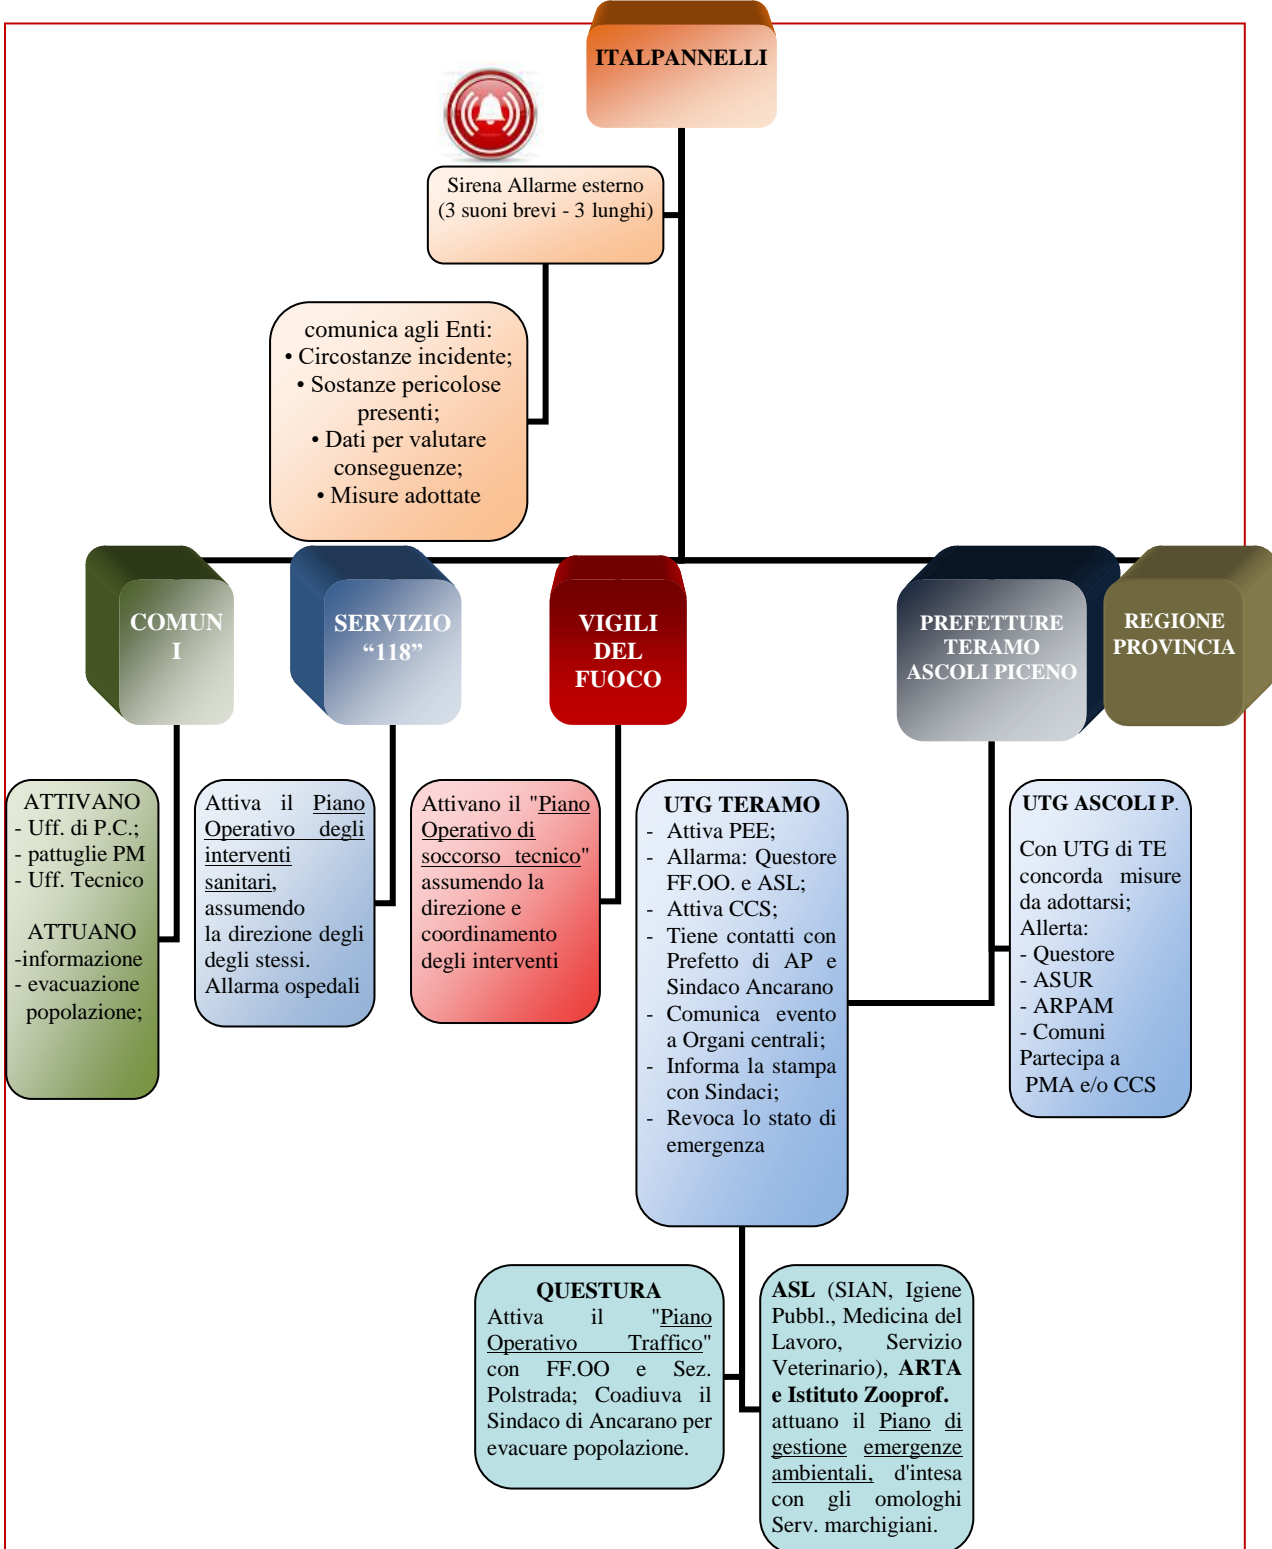 ITALPANNELLI
Sirena Allarme esterno
(3 suoni brevi - 3 lunghi)
comunica agli Enti:
• Circostanze incidente;
• Sostanze pericolose
presenti;
• Dati per valutare
conseguenze;
• Misure adottate
COMUN
I
SERVIZIO
“118”
VIGILI
DEL
FUOCO
PREFETTURE
TERAMO
ASCOLI PICENO
REGIONE
PROVINCIA
ATTIVANO
- Uff. di P.C.;
- pattuglie PM
- Uff. Tecnico
ATTUANO
-informazione
- evacuazione
popolazione;
Attiva il Piano
Operativo degli
interventi
sanitari,
assumendo
la direzione degli
degli stessi.
Allarma ospedali
Attivano il "Piano
Operativo di
soccorso tecnico"
assumendo la
direzione e
coordinamento
degli interventi
UTG TERAMO
- Attiva PEE;
- Allarma: Questore
FF.OO. e ASL;
- Attiva CCS;
- Tiene contatti con
Prefetto di AP e
Sindaco Ancarano
- Comunica evento
a Organi centrali;
- Informa la stampa
con Sindaci;
- Revoca lo stato di
emergenza
UTG ASCOLI P.
Con UTG di TE
concorda misure
da adottarsi;
Allerta:
- Questore
- ASUR
- ARPAM
- Comuni
Partecipa a
PMA e/o CCS
QUESTURA
Attiva il "Piano
Operativo Traffico"
con FF.OO e Sez.
Polstrada; Coadiuva il
Sindaco di Ancarano per
evacuare popolazione.
ASL (SIAN, Igiene
Pubbl., Medicina del
Lavoro, Servizio
Veterinario), ARTA
e Istituto Zooprof.
attuano il Piano di
gestione emergenze
ambientali, d'intesa
con gli omologhi
Serv. marchigiani.